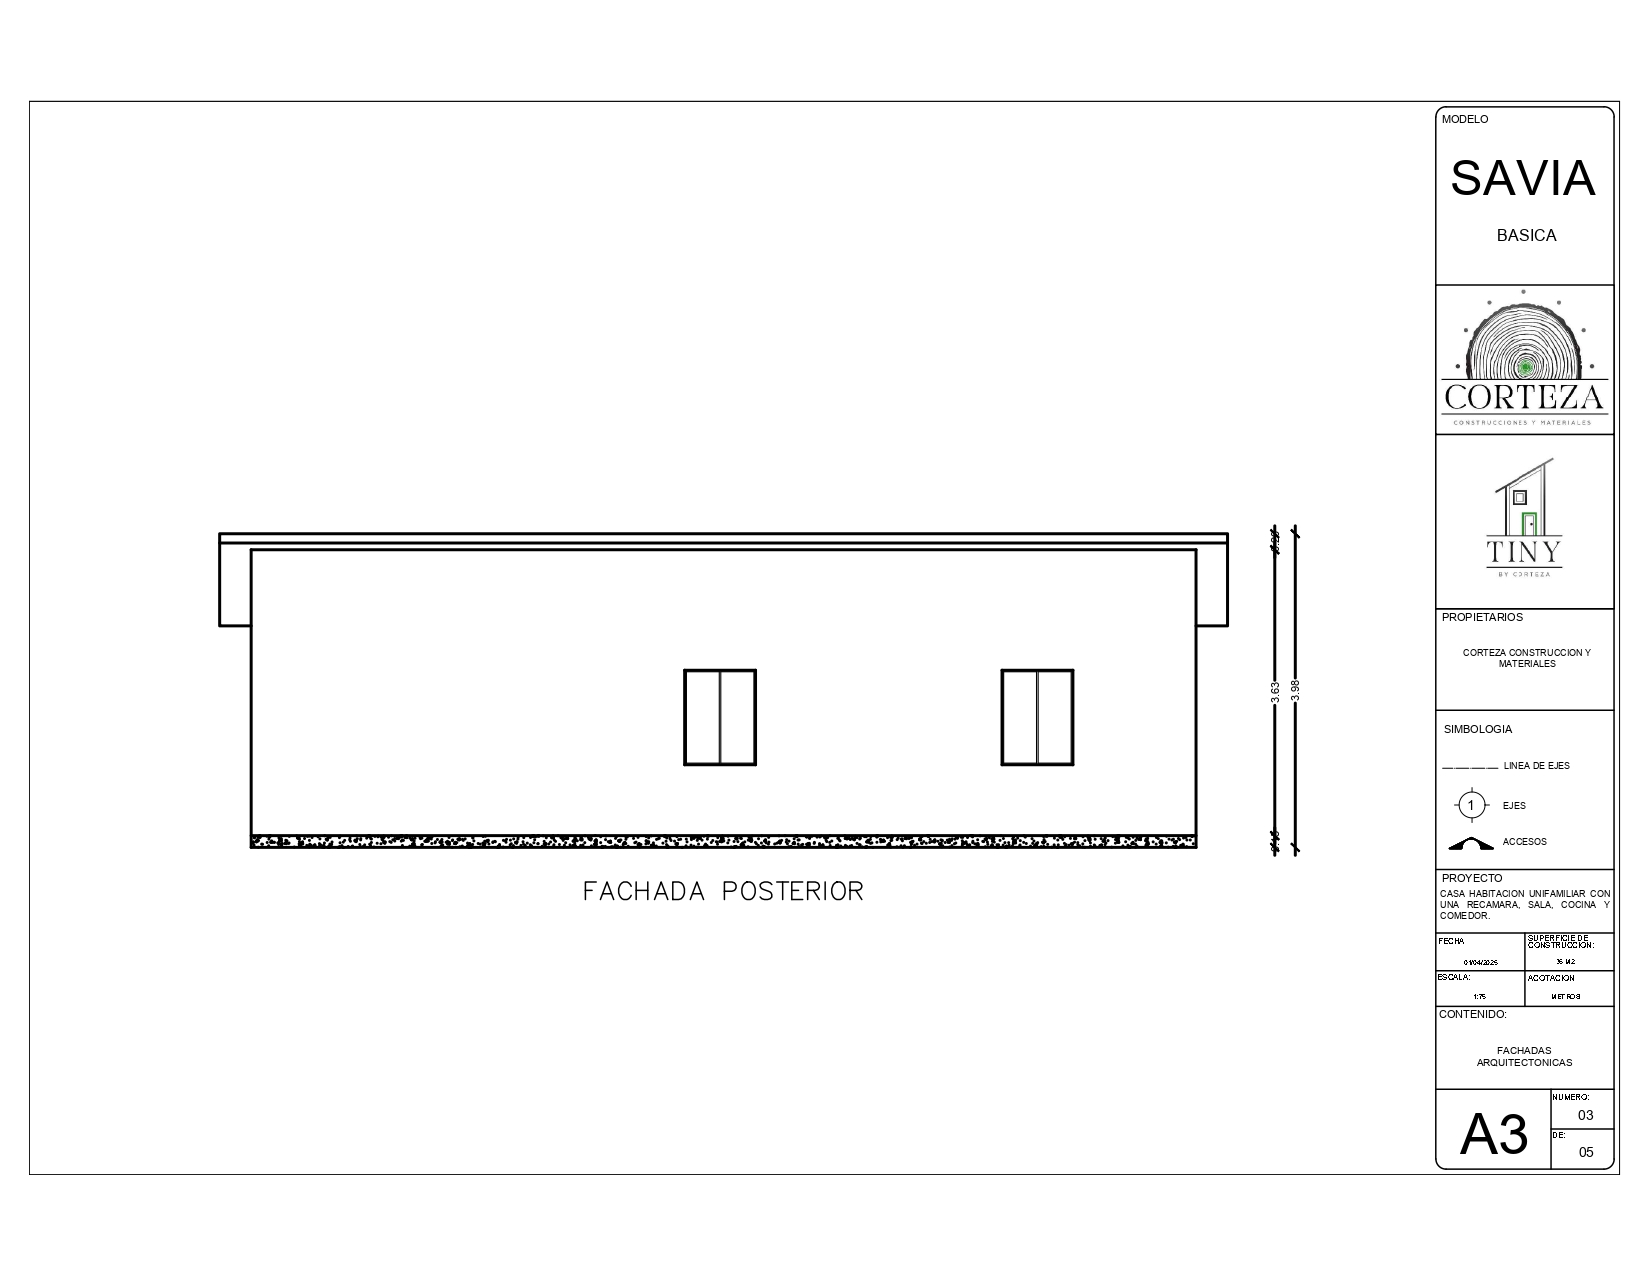 MODELO
SAVIA
BASICA
CORTEZA
CONSTRUCCIONES Y MATERIALES
TINY
BY CORTEZA
PROPIETARIOS
CORTEZA CONSTRUCCION Y
MATERIALES
SIMBOLOGIA
LINEA DE EJES
1 EJES
ACCESOS
PROYECTO
CASA HABITACION UNIFAMILIAR CON
UNA RECAMARA, SALA, COCINA Y
COMEDOR.
FECHA
01/04/2025
SUPERFICIE DE
CONSTRUCCION:
36 M2
ESCALA:
1:75
ACOTACION
METROS
CONTENIDO:
FACHADAS
ARQUITECTONICAS
A3
NUMERO:
03
DE:
05
3.63
3.98
FACHADA POSTERIOR